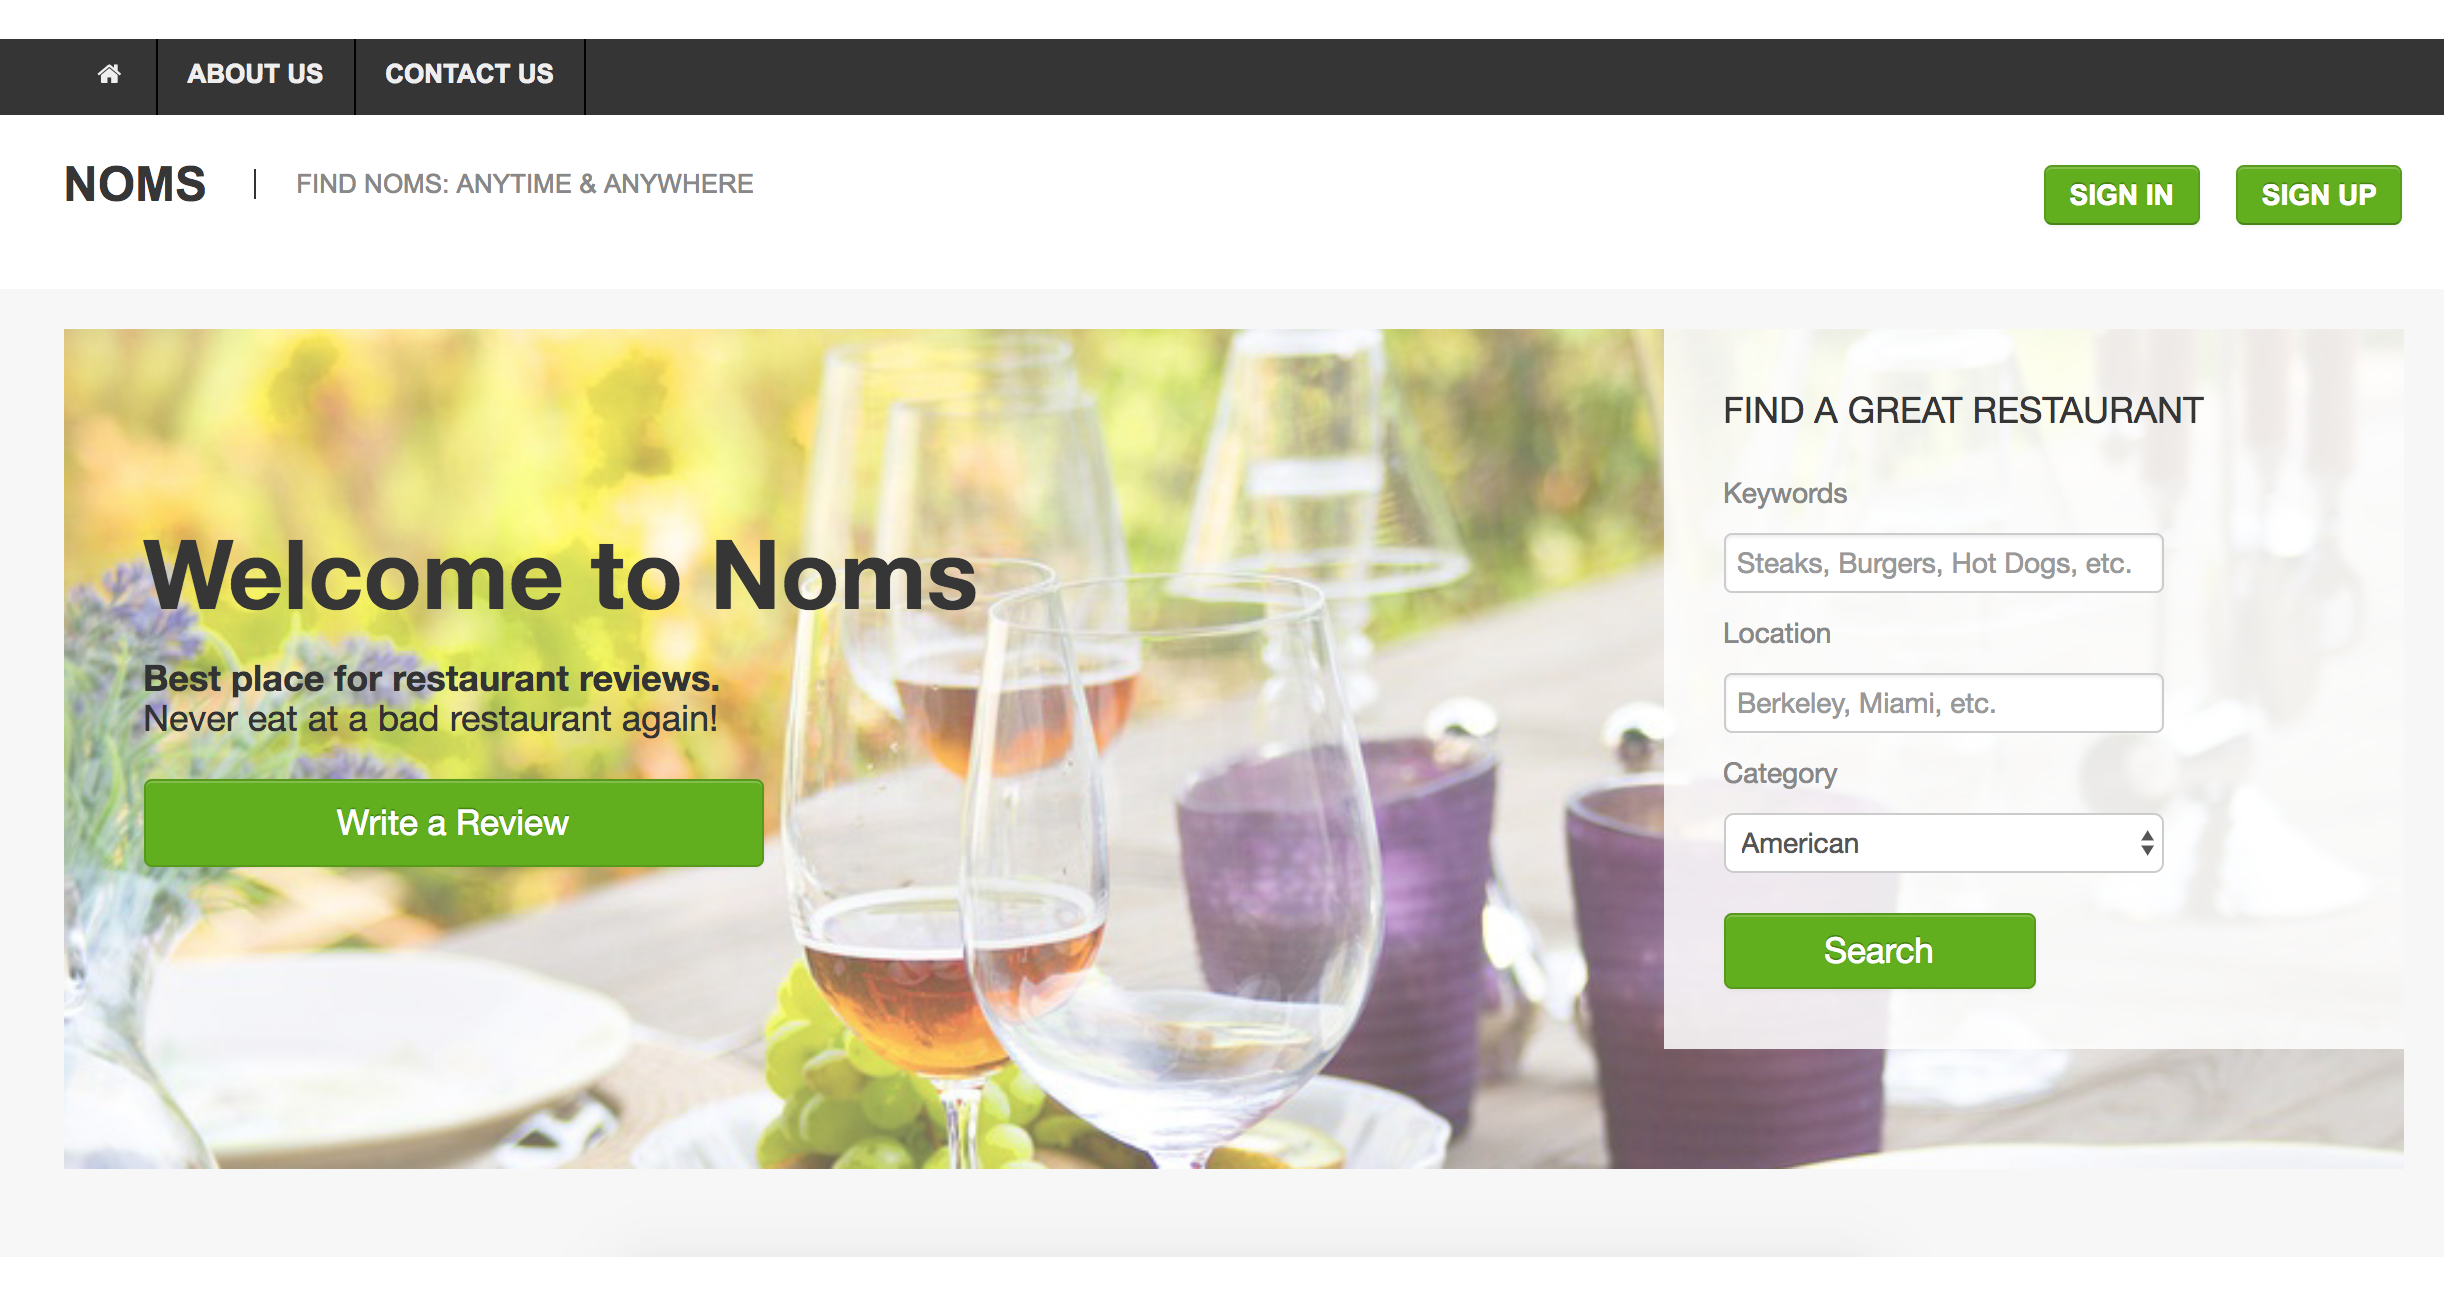 ABOUT US
CONTACT US
NOMS
FIND NOMS: ANYTIME & ANYWHERE
SIGN IN
SIGN UP
Welcome to Noms
Best place for restaurant reviews.
Never eat at a bad restaurant again!
Write a Review
FIND A GREAT RESTAURANT
Keywords
Steaks, Burgers, Hot Dogs, etc.
Location
Berkeley, Miami, etc.
Category
American
Search